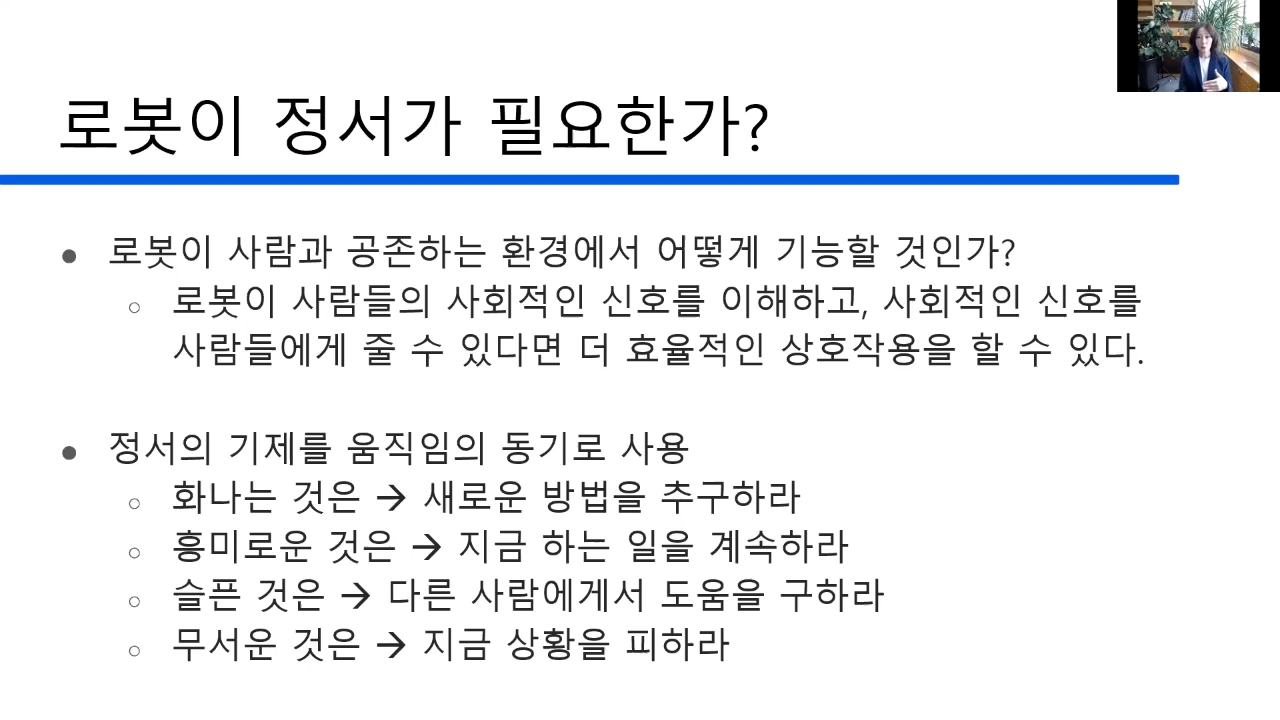 로봇이 정서가 필요한가?
● 로봇이 사람과 공존하는 환경에서 어떻게 기능할 것인가?
○ 로봇이 사람들의 사회적인 신호를 이해하고, 사회적인 신호를
사람들에게 줄 수 있다면 더 효율적인 상호작용을 할 수 있다.
● 정서의 기제를 움직임의 동기로 사용
○ 화나는 것은 → 새로운 방법을 추구하라
○ 흥미로운 것은 → 지금 하는 일을 계속하라
○ 슬픈 것은 → 다른 사람에게서 도움을 구하라
○ 무서운 것은 → 지금 상황을 피하라